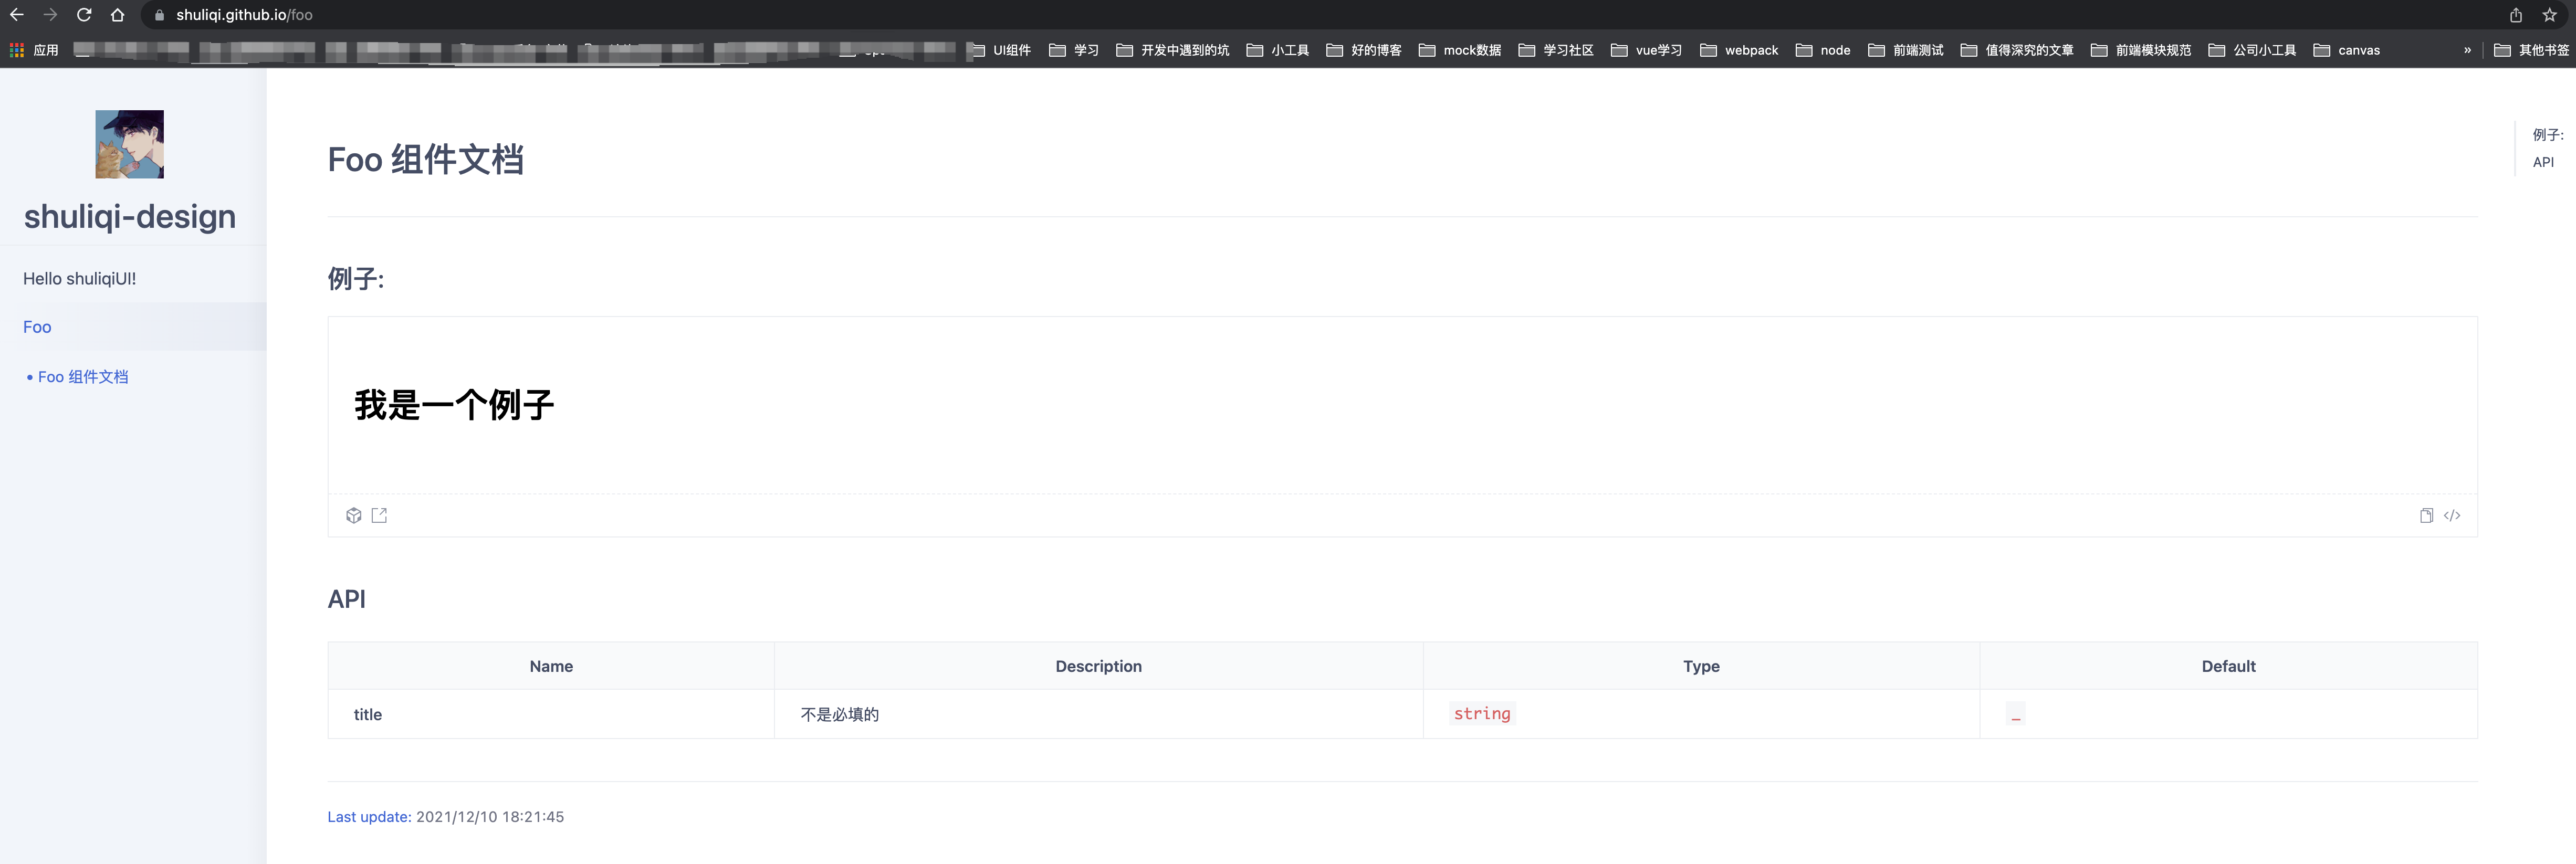 shuliqi.github.io/foo
应用 UI组件 学习 开发中遇到的坑 小工具 好的博客 mock数据 学习社区 vue学习 webpack node 前端测试 值得深究的文章 前端模块规范 公司小工具 canvas » 其他书签
shuliqi-design
Hello shuliqiUI!
Foo
• Foo 组件文档
Foo 组件文档
例子:
我是一个例子
</>
API
Name Description Type Default
title 不是必填的 string _
Last update: 2021/12/10 18:21:45
例子:
API